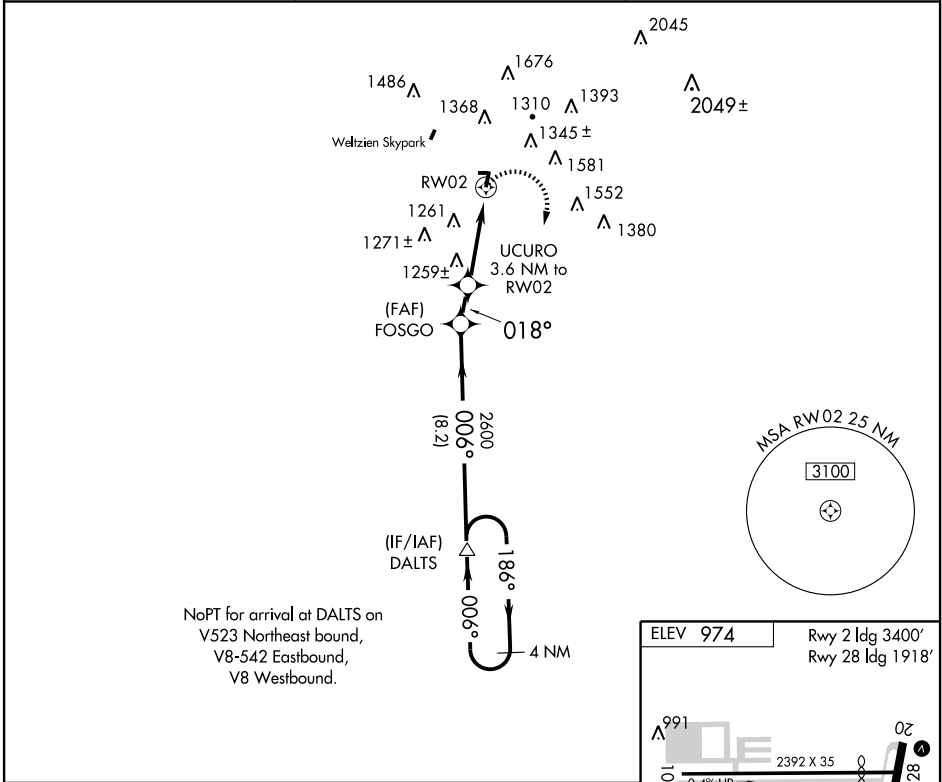 2045
1676
1486
2049±
1393
1368
1310
1345±
Weltzien Skypark
1581
RW02
1552
1261
1380
1271±
UCURO
3.6 NM to
RW02
1259±
(FAF)
FOSGO
018°
2600
006°
(8.2)
MSA RW02 25 NM
3100
(IF/IAF)
DALTS
186°
006°
4 NM
NoPT for arrival at DALTS on
V523 Northeast bound,
V8-542 Eastbound,
V8 Westbound.
ELEV 974
Rwy 2 ldg 3400'
Rwy 28 ldg 1918'
991
20
2392 X 35
28
10